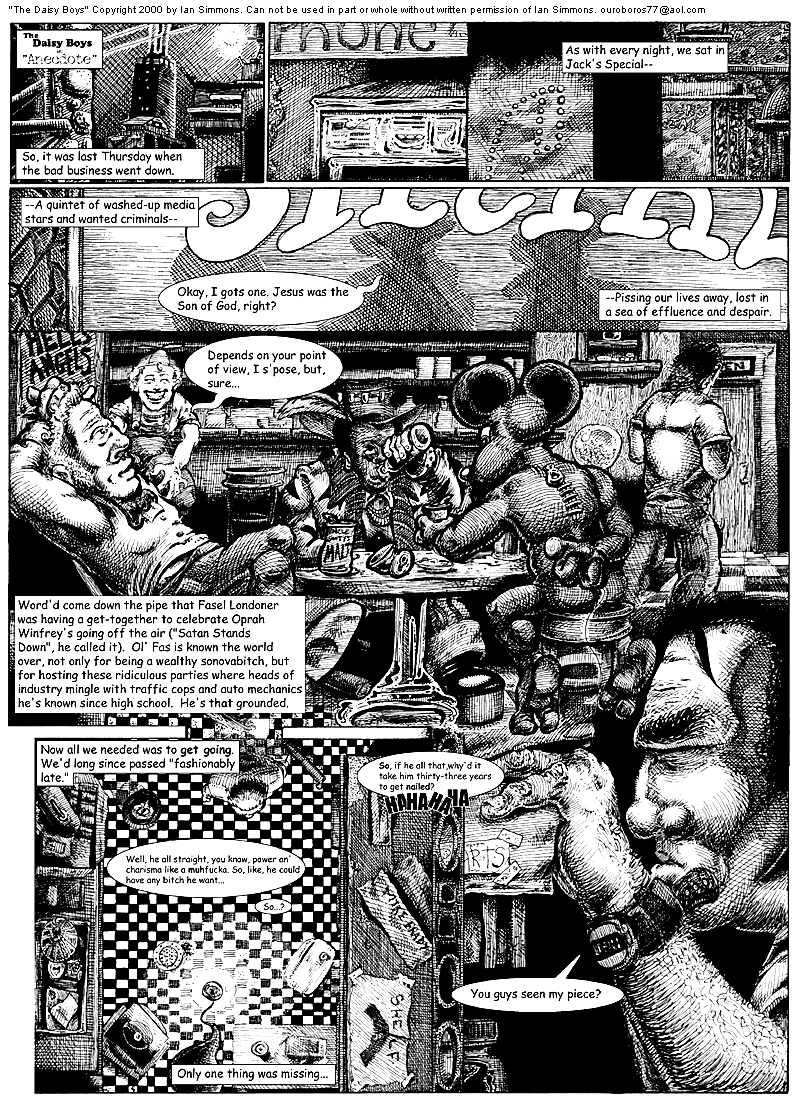 "The Daisy Boys" Copyright 2000 by Ian Simmons. Can not be used in part or whole without written permission of Ian Simmons. ouroboros77@aol.com
The
Daisy Boys
in
"Anecdote"
So, it was last Thursday when
the bad business went down.
PHONE
As with every night, we sat in
Jack's Special--
--A quintet of washed-up media
stars and wanted criminals--
SPECIAL
Okay, I gots one. Jesus was the
Son of God, right?
--Pissing our lives away, lost in
a sea of effluence and despair.
HELLS
ANGELS
Depends on your point
of view, I s'pose, but,
sure...
EN
MALT
Word'd come down the pipe that Fasel Londoner
was having a get-together to celebrate Oprah
Winfrey's going off the air ("Satan Stands
Down", he called it). Ol' Fas is known the world
over, not only for being a wealthy sonovabitch, but
for hosting these ridiculous parties where heads of
industry mingle with traffic cops and auto mechanics
he's known since high school. He's that grounded.
Now all we needed was to get going.
We'd long since passed "fashionably
late."
So, if he all that,why'd it
take him thirty-three years
to get nailed?
HAHAHAHA
Well, he all straight, you know, power an'
charisma like a muhfucka. So, like, he could
have any bitch he want...
So...?
RTS
SHELF
You guys seen my piece?
Only one thing was missing...